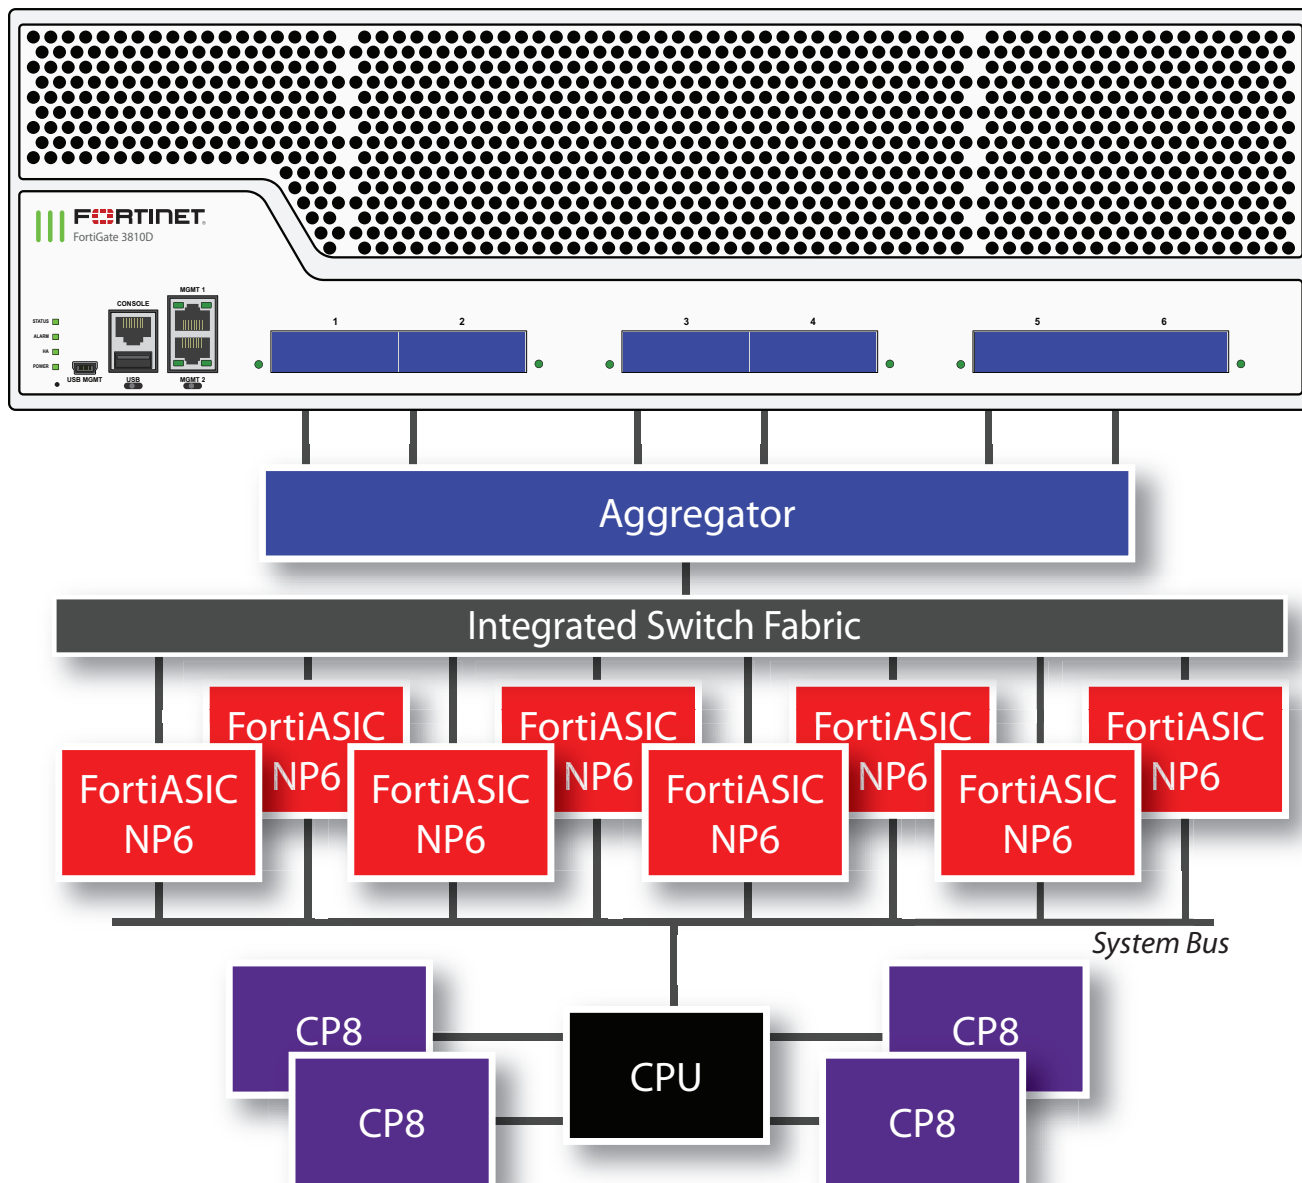 FORTINET
FortiGate 3810D
MGMT 1
CONSOLE
STATUS
ALARM
HA
POWER
USB MGMT
USB
MGMT 2
1
2
3
4
5
6
Aggregator
Integrated Switch Fabric
FortiASIC
NP6
FortiASIC
NP6
FortiASIC
NP6
FortiASIC
NP6
FortiASIC
NP6
FortiASIC
NP6
FortiASIC
NP6
FortiASIC
NP6
System Bus
CP8
CP8
CPU
CP8
CP8